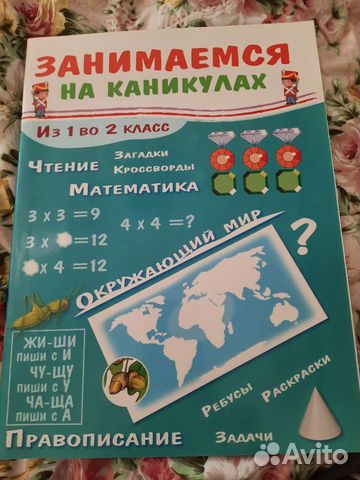 ЗАНИМАЕМСЯ
НА КАНИКУЛАХ
Из 1 во 2 класс
Чтение
Загадки
Кроссворды
Математика
3 x 3 = 9
4 x 4 = ?
3 x = 12
x 4 = 12
Окружающий мир
?
ЖИ-ШИ
пиши с И
ЧУ-ЩУ
пиши с У
ЧА-ЩА
пиши с А
Ребусы
Раскраски
Правописание
Задачи
Avito